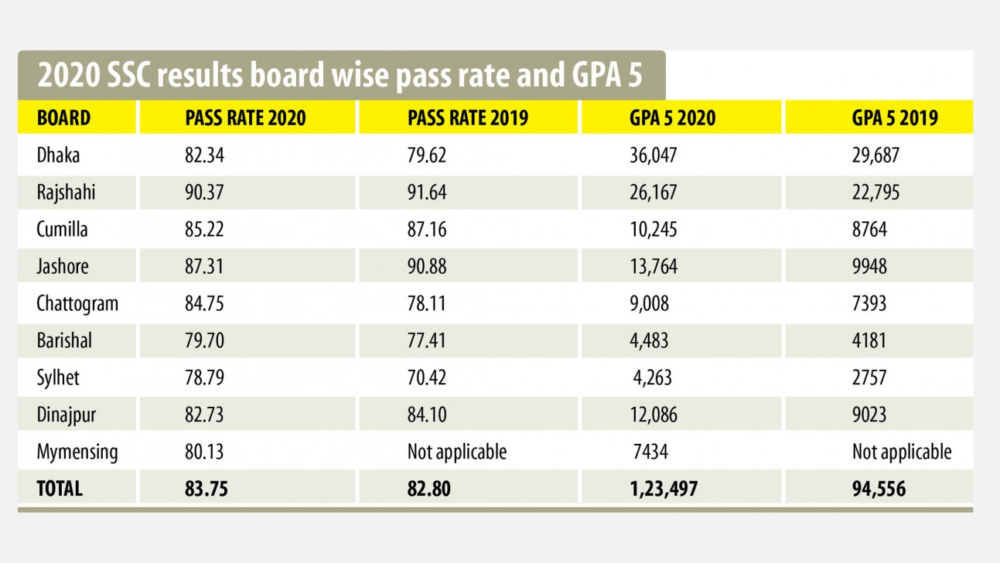 2020 SSC results board wise pass rate and GPA 5
BOARD PASS RATE 2020 PASS RATE 2019 GPA 5 2020 GPA 5 2019
Dhaka 82.34 79.62 36,047 29,687
Rajshahi 90.37 91.64 26,167 22,795
Cumilla 85.22 87.16 10,245 8764
Jashore 87.31 90.88 13,764 9948
Chattogram 84.75 78.11 9,008 7393
Barishal 79.70 77.41 4,483 4181
Sylhet 78.79 70.42 4,263 2757
Dinajpur 82.73 84.10 12,086 9023
Mymensing 80.13 Not applicable 7434 Not applicable
TOTAL 83.75 82.80 1,23,497 94,556